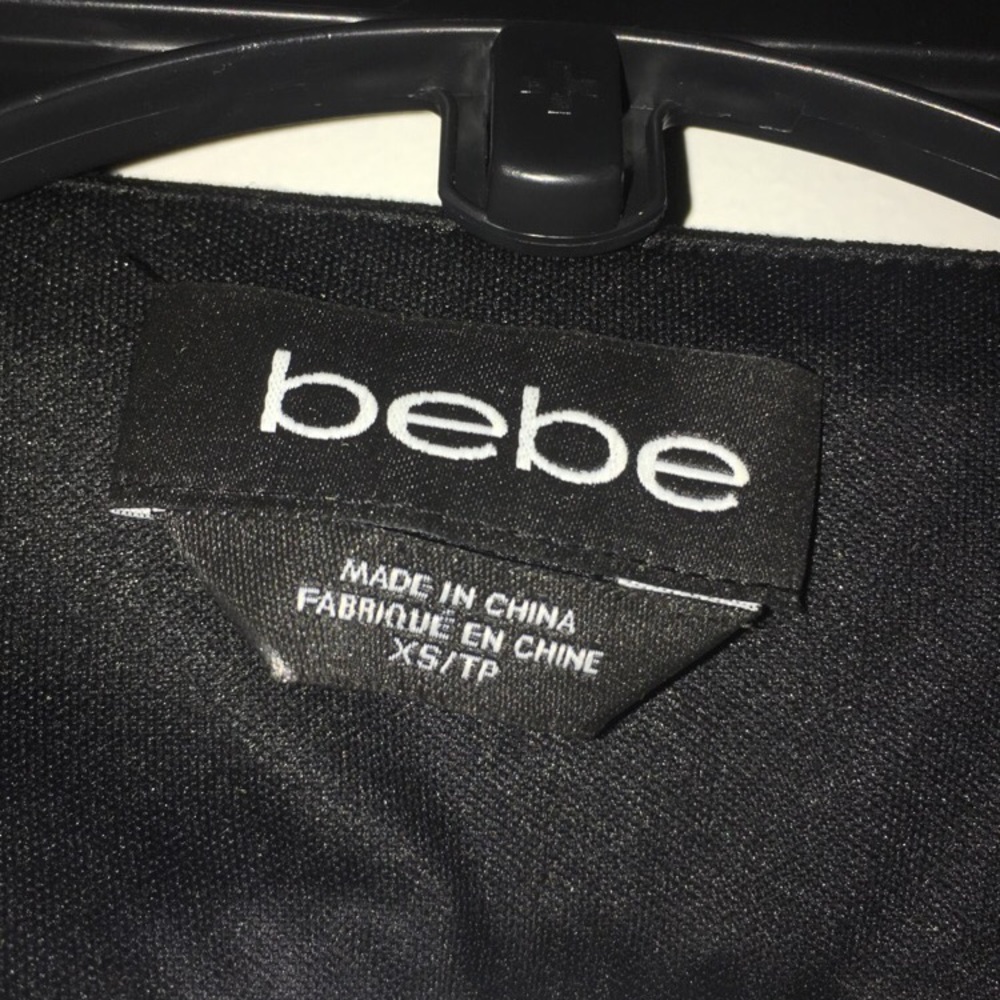 bebe
MADE IN CHINA
FABRIQUÉ EN CHINE
XS/TP